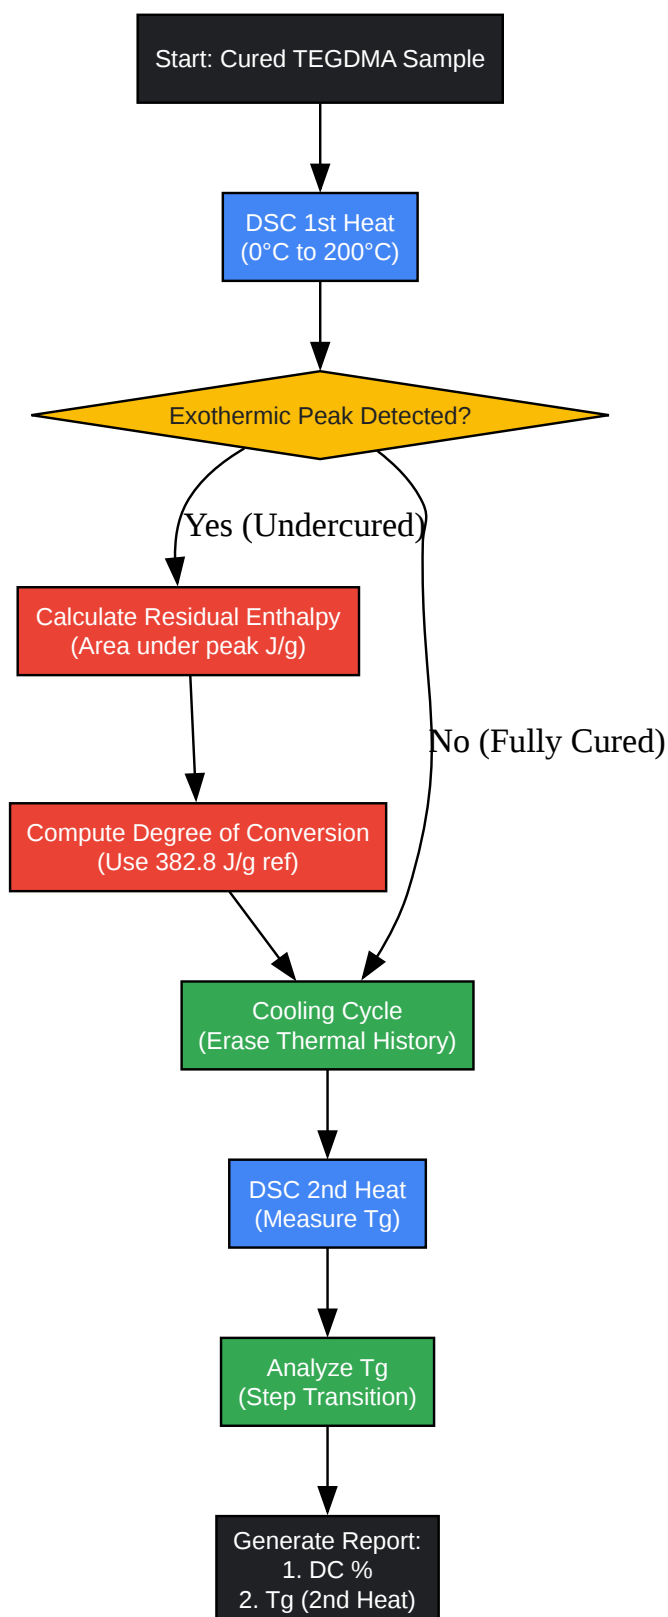 Start: Cured TEGDMA Sample
DSC 1st Heat
(0°C to 200°C)
Exothermic Peak Detected?
Yes (Undercured)
Calculate Residual Enthalpy
(Area under peak J/g)
No (Fully Cured)
Compute Degree of Conversion
(Use 382.8 J/g ref)
Cooling Cycle
(Erase Thermal History)
DSC 2nd Heat
(Measure Tg)
Analyze Tg
(Step Transition)
Generate Report:
1. DC %
2. Tg (2nd Heat)